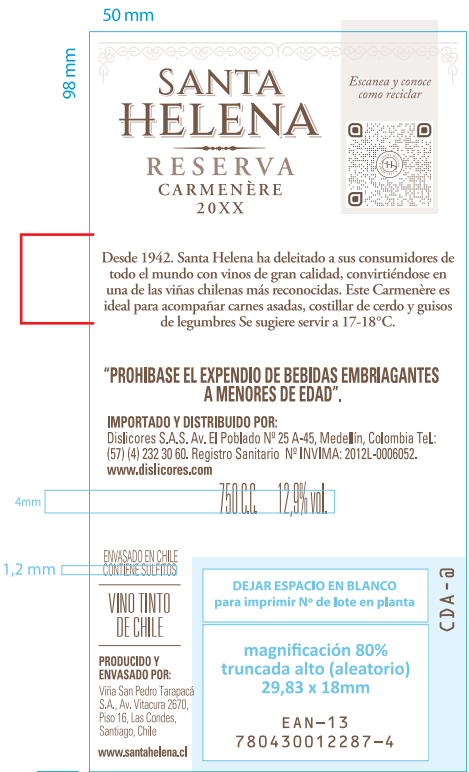 50 mm
98 mm
SANTA
HELENA
RESERVA
CARMENÈRE
20XX
Escanea y conoce
como reciclar
Desde 1942. Santa Helena ha deleitado a sus consumidores de
todo el mundo con vinos de gran calidad, convirtiéndose en
una de las viñas chilenas más reconocidas. Este Carmenère es
ideal para acompañar carnes asadas, costillar de cerdo y guisos
de legumbres Se sugiere servir a 17-18°C.
“PROHIBASE EL EXPENDIO DE BEBIDAS EMBRIAGANTES
A MENORES DE EDAD”.
IMPORTADO Y DISTRIBUIDO POR:
Dislicores S.A.S. Av. El Poblado Nº 25 A-45, Medellín, Colombia Tel.:
(57) (4) 232 30 60. Registro Sanitario Nº INVIMA: 2012L-0006052.
www.dislicores.com
4mm
750 C.C. 12,9% vol.
ENVASADO EN CHILE
1,2 mm
CONTIENE SULFITOS
VINO TINTO
DE CHILE
PRODUCIDO Y
ENVASADO POR:
Viña San Pedro Tarapacá
S.A., Av. Vitacura 2670,
Piso 16, Las Condes,
Santiago, Chile
www.santahelena.cl
DEJAR ESPACIO EN BLANCO
para imprimir Nº de lote en planta
CDA-@
magnificación 80%
truncada alto (aleatorio)
29,83 x 18mm
EAN-13
780430012287-4